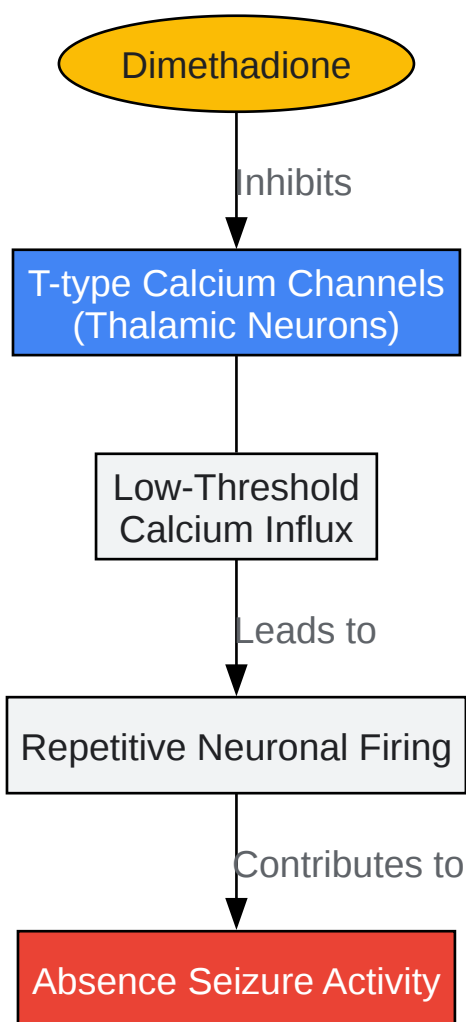 Dimethadione
Inhibits
T-type Calcium Channels
(Thalamic Neurons)
Low-Threshold
Calcium Influx
Leads to
Repetitive Neuronal Firing
Contributes to
Absence Seizure Activity